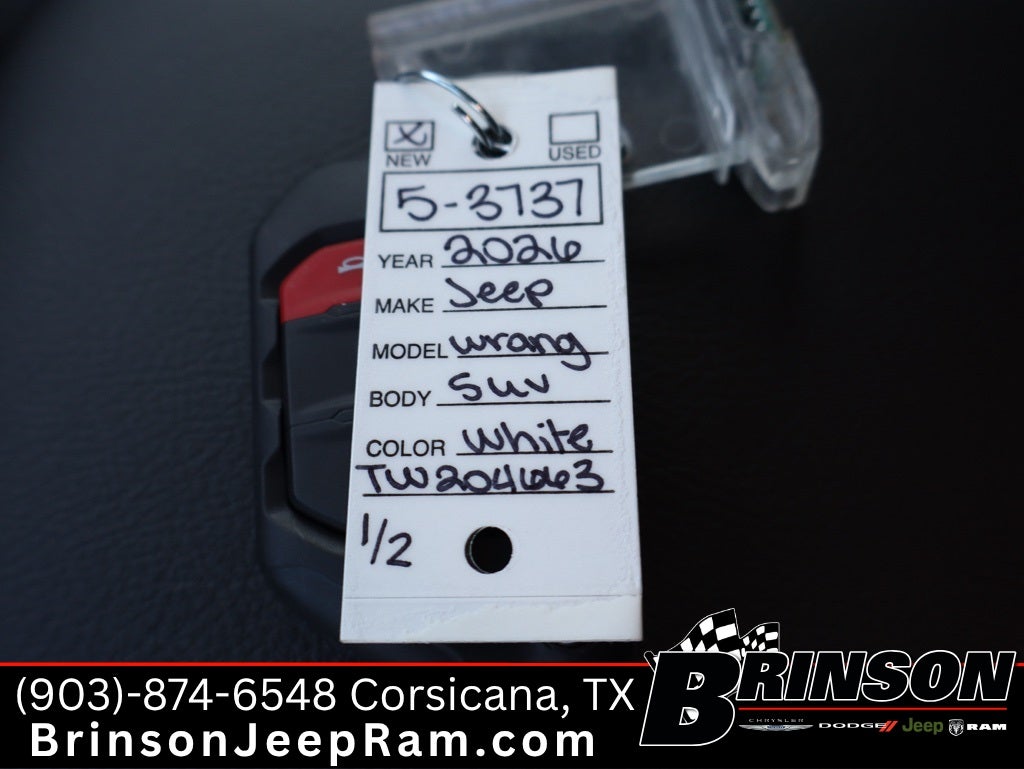 X
NEW USED
5-3737
YEAR 2026
MAKE Jeep
MODEL wrang
BODY SUV
COLOR white
TW204663
1/2
(903)-874-6548 Corsicana, TX
BrinsonJeepRam.com
BRINSON
CHRYSLER DODGE// Jeep RAM